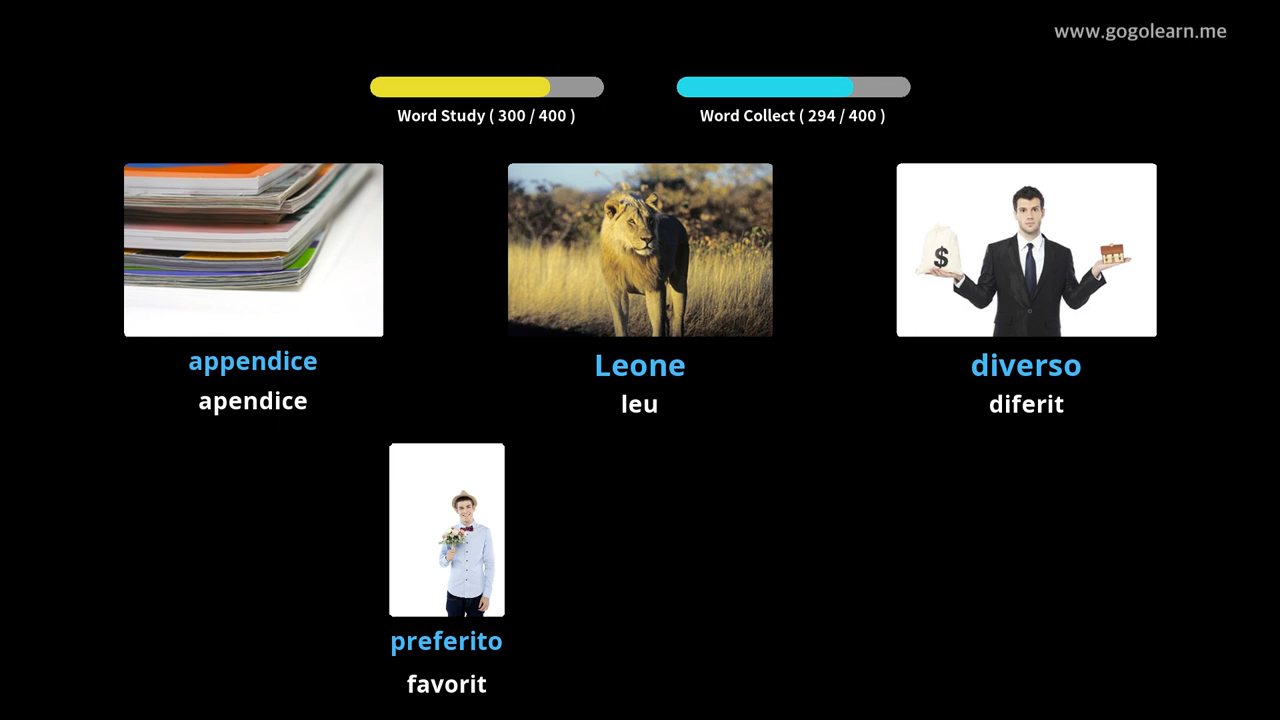 www.gogolearn.me
Word Study ( 300 / 400 )
Word Collect ( 294 / 400 )
$
appendice
apendice
Leone
leu
diverso
diferit
preferito
favorit